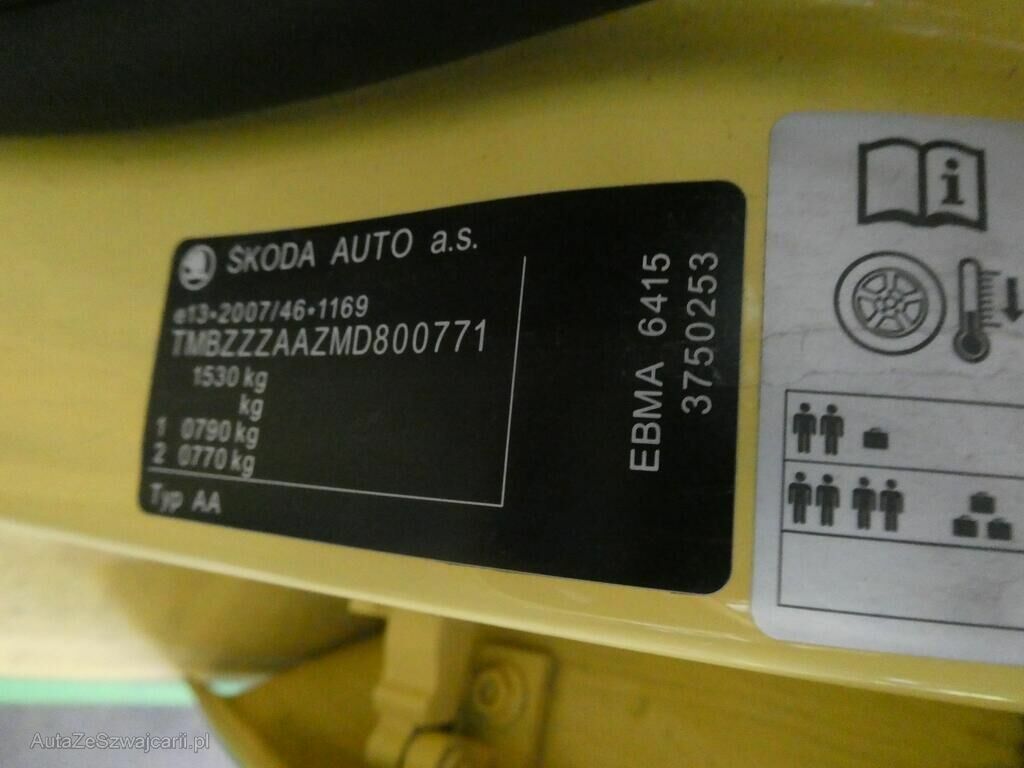 ŠKODA AUTO a.s.
e13*2007/46*1169
TMBZZZAAZMD800771
1530 kg
kg
1 0790 kg
2 0770 kg
Typ AA
EBMA 6415
3750253
i
AutaZeSzwajcarii.pl